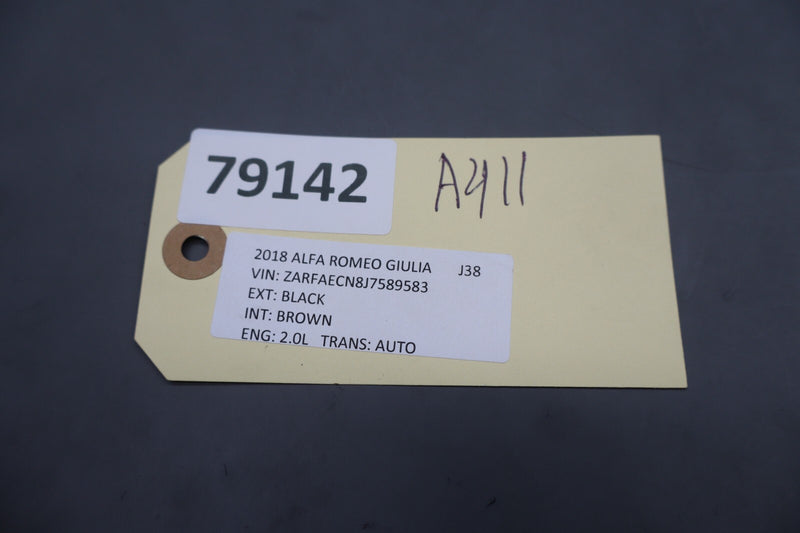 79142
A411
2018 ALFA ROMEO GIULIA J38
VIN: ZARFAECN8J7589583
EXT: BLACK
INT: BROWN
ENG: 2.0L TRANS: AUTO